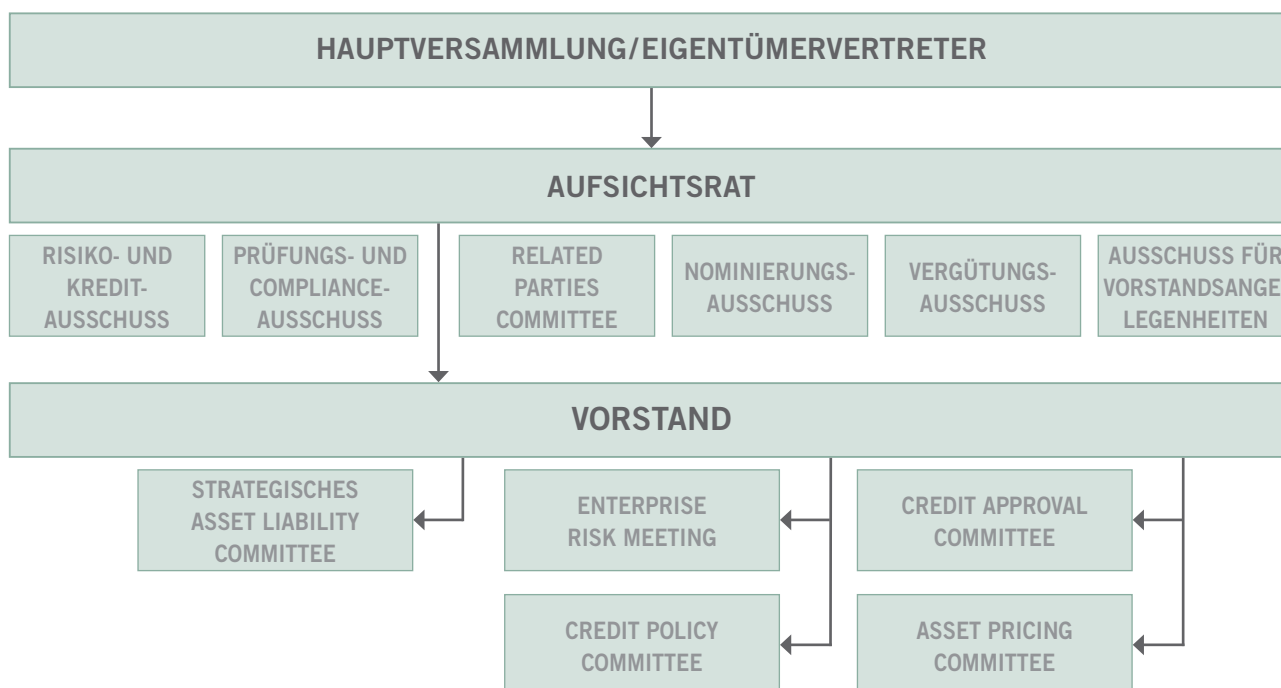 HAUPTVERSAMMLUNG/EIGENTÜMERVERTRETER
AUFSICHTSRAT
RISIKO- UND
KREDIT-
AUSSCHUSS
PRÜFUNGS- UND
COMPLIANCE-
AUSSCHUSS
RELATED
PARTIES
COMMITTEE
NOMINIERUNGS-
AUSSCHUSS
VERGÜTUNGS-
AUSSCHUSS
AUSSCHUSS FÜR
VORSTANDSANGE
LEGENHEITEN
VORSTAND
STRATEGISCHES
ASSET LIABILITY
COMMITTEE
ENTERPRISE
RISK MEETING
CREDIT APPROVAL
COMMITTEE
CREDIT POLICY
COMMITTEE
ASSET PRICING
COMMITTEE